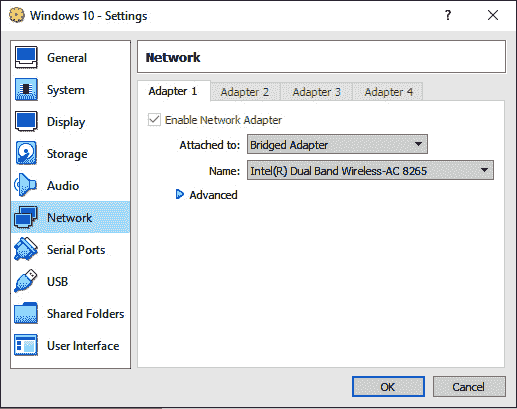 Windows 10 - Settings
?
General
System
Display
Storage
Audio
Network
Serial Ports
USB
Shared Folders
User Interface
Network
Adapter 1 Adapter 2 Adapter 3 Adapter 4
Enable Network Adapter
Attached to: Bridged Adapter
Name: Intel(R) Dual Band Wireless-AC 8265
Advanced
OK Cancel